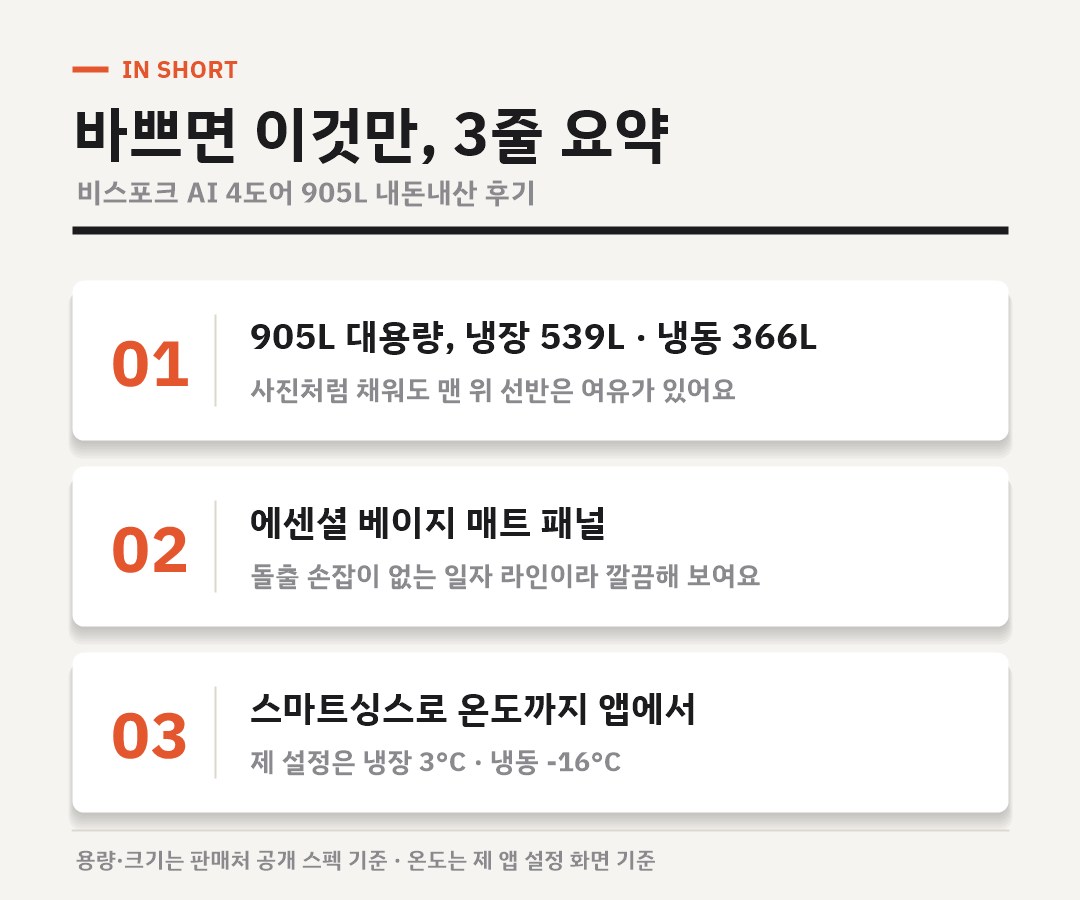 IN SHORT
바쁘면 이것만, 3줄 요약
비스포크 AI 4도어 905L 내돈내산 후기
01
905L 대용량, 냉장 539L · 냉동 366L
사진처럼 채워도 맨 위 선반은 여유가 있어요
02
에센셜 베이지 매트 패널
돌출 손잡이 없는 일자 라인이라 깔끔해 보여요
03
스마트싱스로 온도까지 앱에서
제 설정은 냉장 3°C · 냉동 -16°C
용량·크기는 판매처 공개 스펙 기준 · 온도는 제 앱 설정 화면 기준